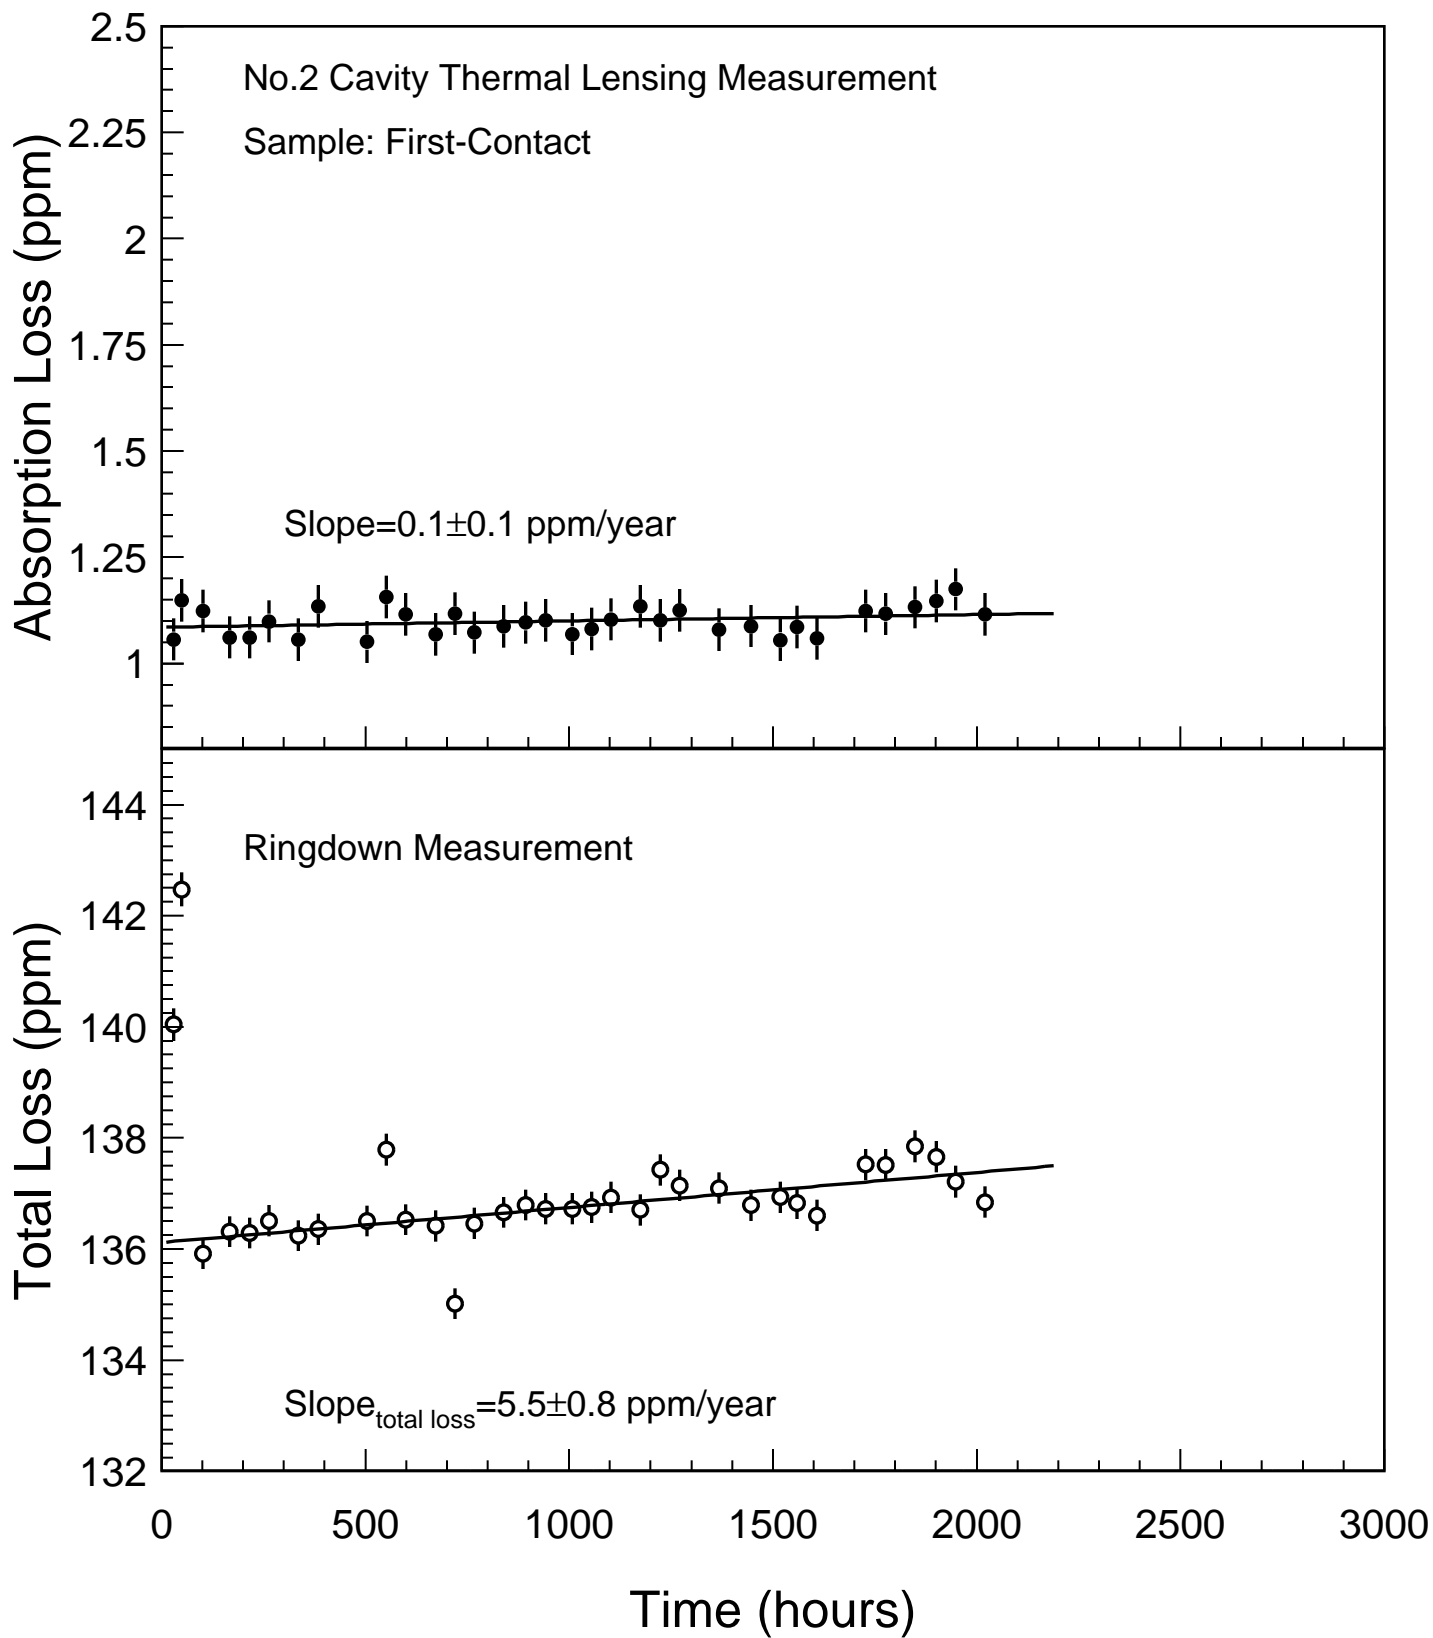 2.5
No.2 Cavity Thermal Lensing Measurement
2.25
Sample: First-Contact
2
1.75
1.5
Slope=0.1±0.1 ppm/year
1.25
1
Absorption Loss (ppm)
144
Ringdown Measurement
142
140
138
136
134
Slope total loss=5.5±0.8 ppm/year
132
Total Loss (ppm)
0 500 1000 1500 2000 2500 3000
Time (hours)